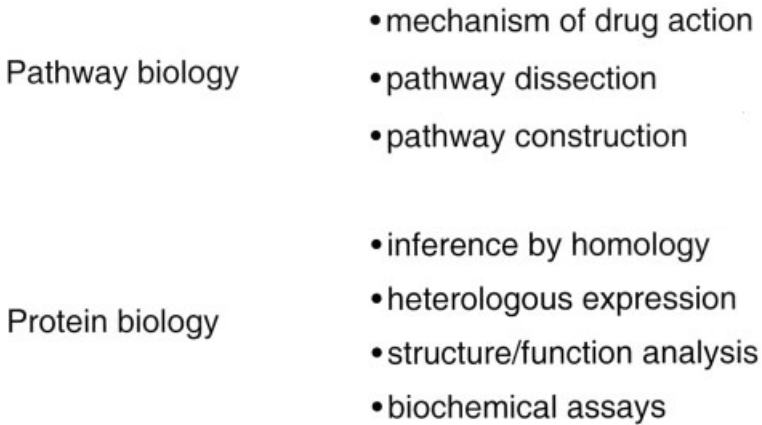 Pathway biology
•mechanism of drug action
•pathway dissection
•pathway construction
Protein biology
•inference by homology
•heterologous expression
•structure/function analysis
•biochemical assays